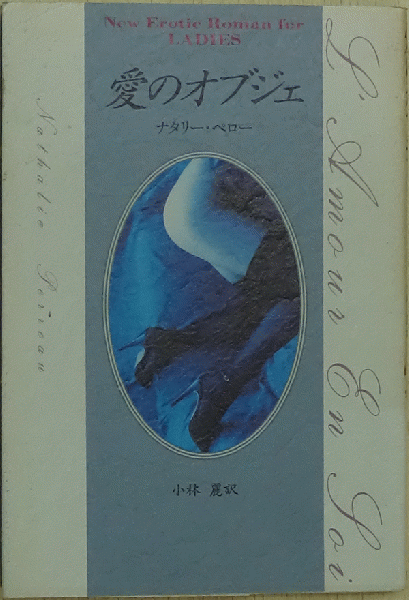 New Erotic Roman for
LADIES
愛のオブジェ
ナタリー・ペロー
小林 麗訳
L'Amour En Soi
Nathalie Perreau